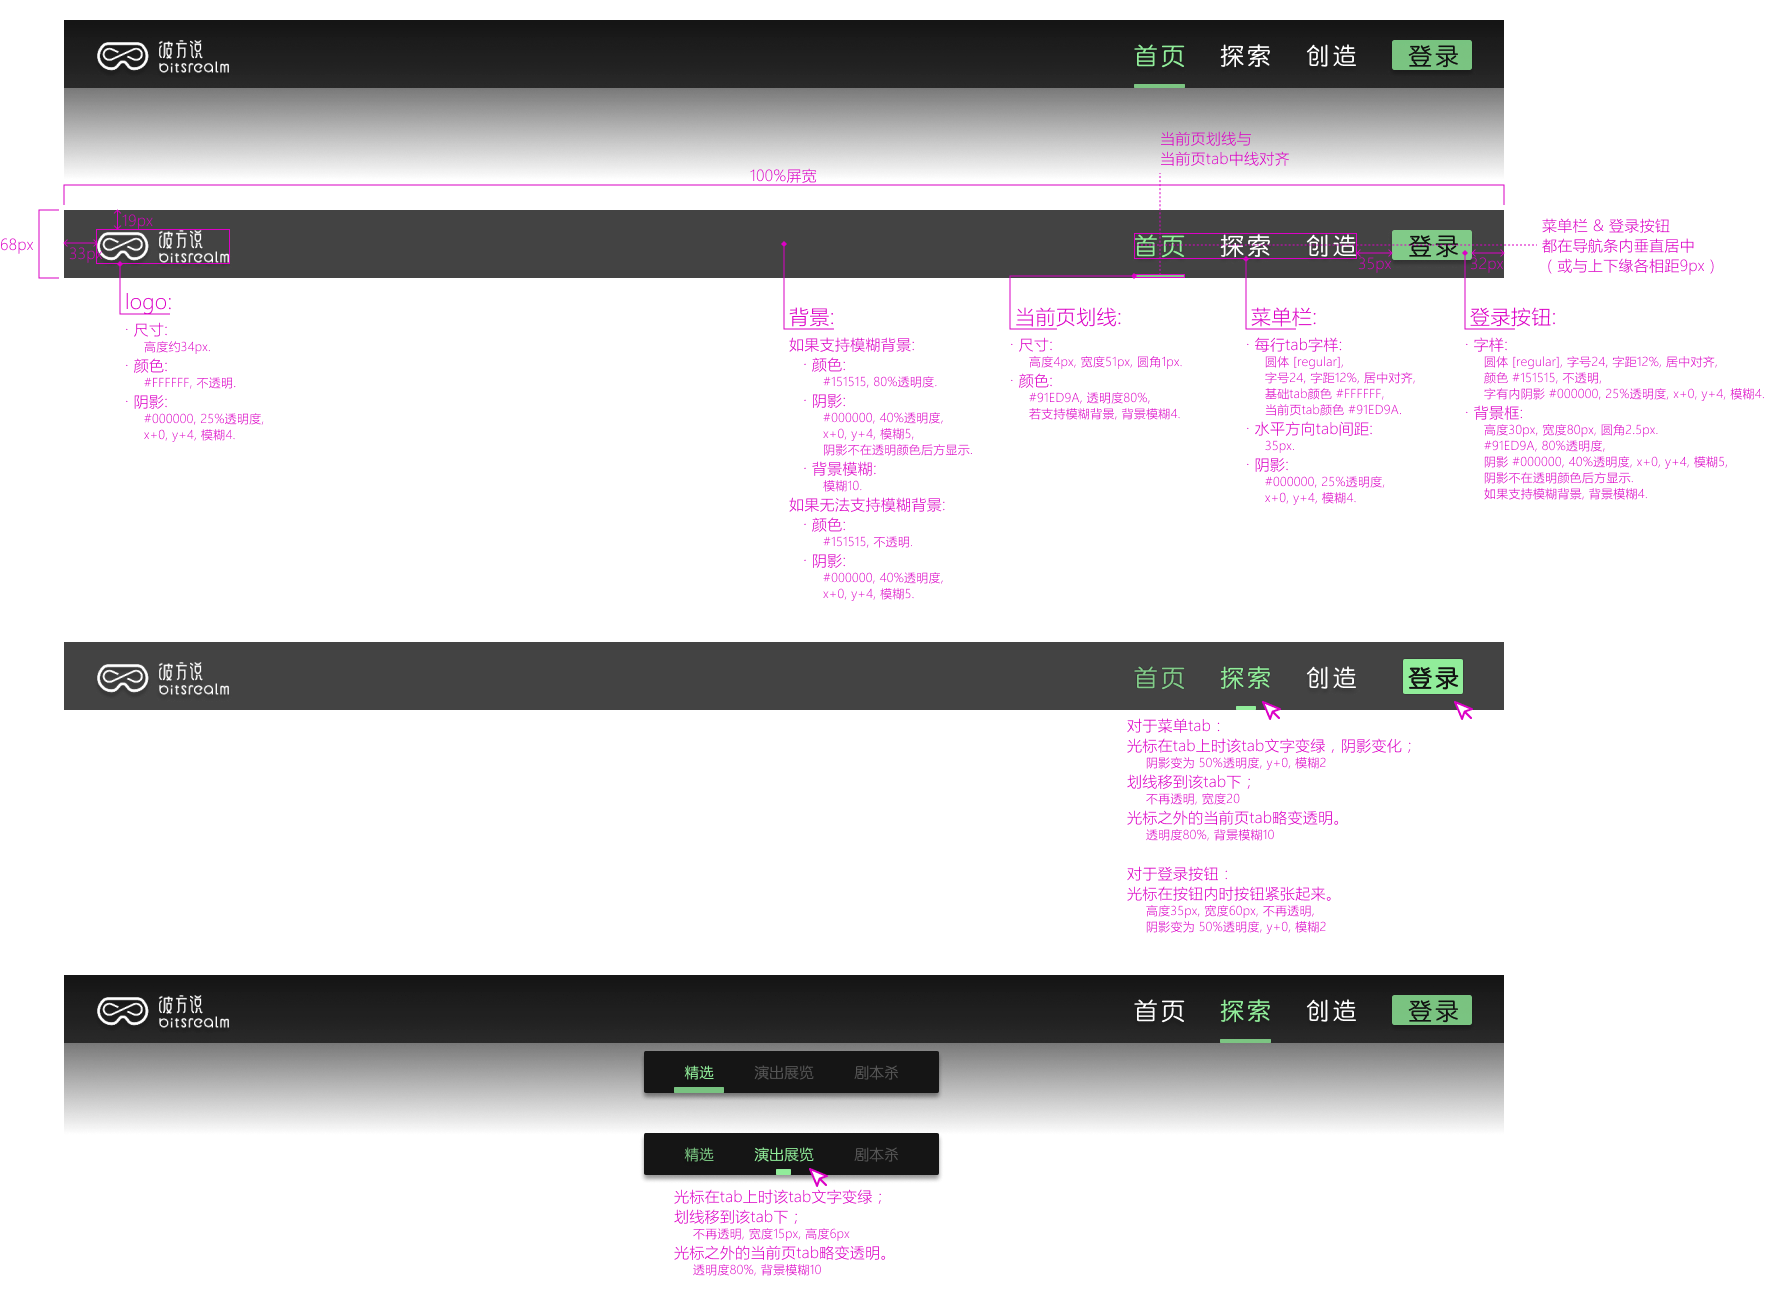 彼方说
bitsrealm
首页 探索 创造 登录
当前页划线与
当前页tab中线对齐
100%屏宽
68px
19px
33p
彼方说
bitsrealm
首页 探索 创造 登录
35px
32px
菜单栏 & 登录按钮
都在导航条内垂直居中
（或与上下缘各相距9px）
logo:
· 尺寸:
高度约34px.
· 颜色:
#FFFFFF, 不透明.
· 阴影:
#000000, 25%透明度,
x+0, y+4, 模糊4.
背景:
如果支持模糊背景:
· 颜色:
#151515, 80%透明度.
· 阴影:
#000000, 40%透明度,
x+0, y+4, 模糊5,
阴影不在透明颜色后方显示.
· 背景模糊:
模糊10.
如果无法支持模糊背景:
· 颜色:
#151515, 不透明.
· 阴影:
#000000, 40%透明度,
x+0, y+4, 模糊5.
当前页划线:
· 尺寸:
高度4px, 宽度51px, 圆角1px.
· 颜色:
#91ED9A, 透明度80%,
若支持模糊背景, 背景模糊4.
菜单栏:
· 每行tab字样:
圆体 [regular],
字号24, 字距12%, 居中对齐,
基础tab颜色 #FFFFFF,
当前页tab颜色 #91ED9A.
· 水平方向tab间距:
35px.
· 阴影:
#000000, 25%透明度,
x+0, y+4, 模糊4.
登录按钮:
· 字样:
圆体 [regular], 字号24, 字距12%, 居中对齐,
颜色 #151515, 不透明,
字有内阴影 #000000, 25%透明度, x+0, y+4, 模糊4.
· 背景框:
高度30px, 宽度80px, 圆角2.5px.
#91ED9A, 80%透明度,
阴影 #000000, 40%透明度, x+0, y+4, 模糊5,
阴影不在透明颜色后方显示.
如果支持模糊背景, 背景模糊4.
彼方说
bitsrealm
首页 探索 创造 登录
对于菜单tab：
光标在tab上时该tab文字变绿，阴影变化；
阴影变为 50%透明度, y+0, 模糊2
划线移到该tab下；
不再透明, 宽度20
光标之外的当前页tab略变透明。
透明度80%, 背景模糊10
对于登录按钮：
光标在按钮内时按钮紧张起来。
高度35px, 宽度60px, 不再透明,
阴影变为 50%透明度, y+0, 模糊2
彼方说
bitsrealm
首页 探索 创造 登录
精选 演出展览 剧本杀
精选 演出展览 剧本杀
光标在tab上时该tab文字变绿；
划线移到该tab下；
不再透明, 宽度15px, 高度6px
光标之外的当前页tab略变透明。
透明度80%, 背景模糊10